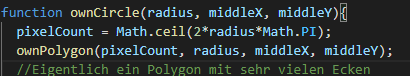 function ownCircle(radius, middleX, middleY){
pixelCount = Math.ceil(2*radius*Math.PI);
ownPolygon(pixelCount, radius, middleX, middleY);
//Eigentlich ein Polygon mit sehr vielen Ecken